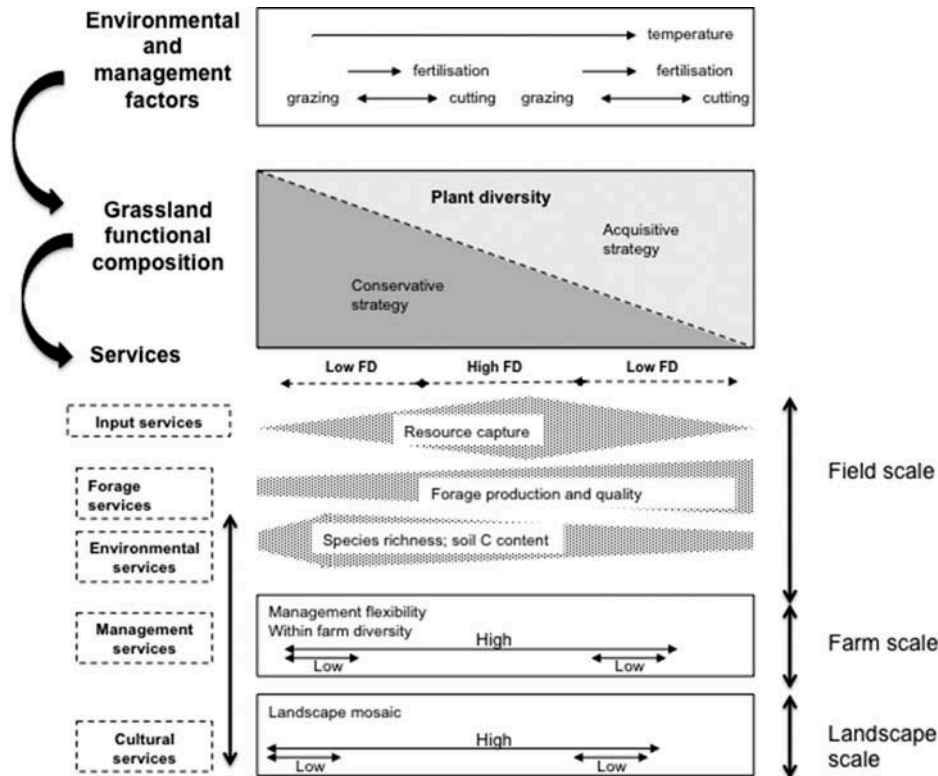 Environmental
and
management
factors
temperature
fertilisation fertilisation
grazing cutting grazing cutting
Grassland
functional
composition
Plant diversity
Acquisitive
strategy
Conservative
strategy
Services
Low FD High FD Low FD
Input services
Resource capture
Forage
services
Forage production and quality
Environmental
services
Species richness; soil C content
Field scale
Management
services
Management flexibility
Within farm diversity
High
Low Low
Farm scale
Cultural
services
Landscape mosaic
High
Low Low
Landscape
scale